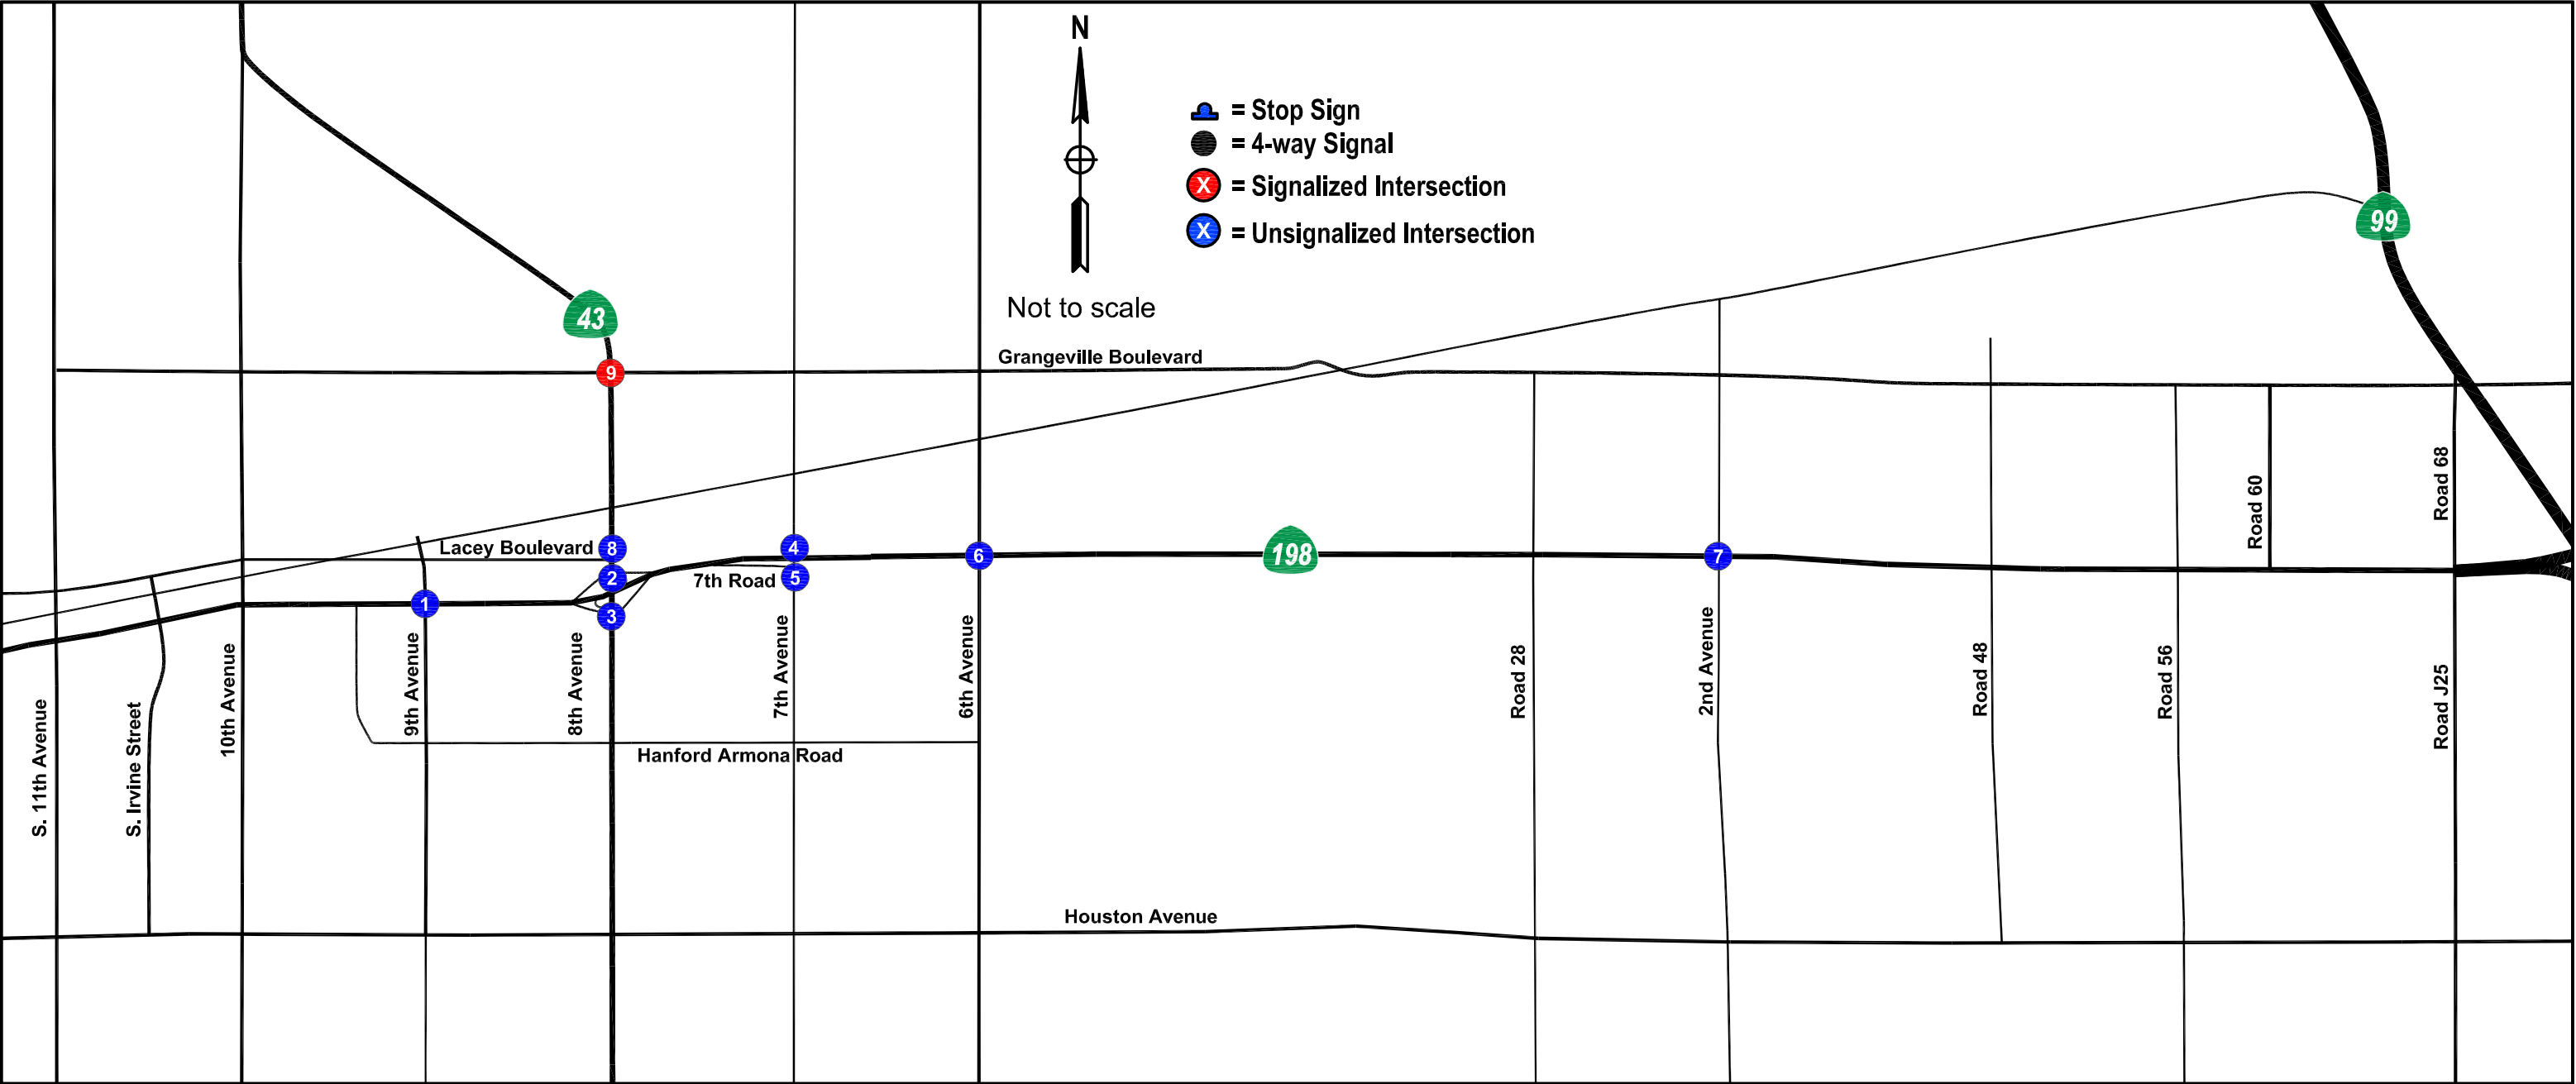 N
= Stop Sign
= 4-way Signal
X = Signalized Intersection
X = Unsignalized Intersection
99
43
Not to scale
Grangeville Boulevard
9
Road 68
Road 60
Lacey Boulevard
8
4
6
198
7
2
7th Road
5
1
3
S. 11th Avenue
S. Irvine Street
10th Avenue
9th Avenue
8th Avenue
7th Avenue
6th Avenue
Road 28
2nd Avenue
Road 48
Road 56
Road J25
Hanford Armona Road
Houston Avenue